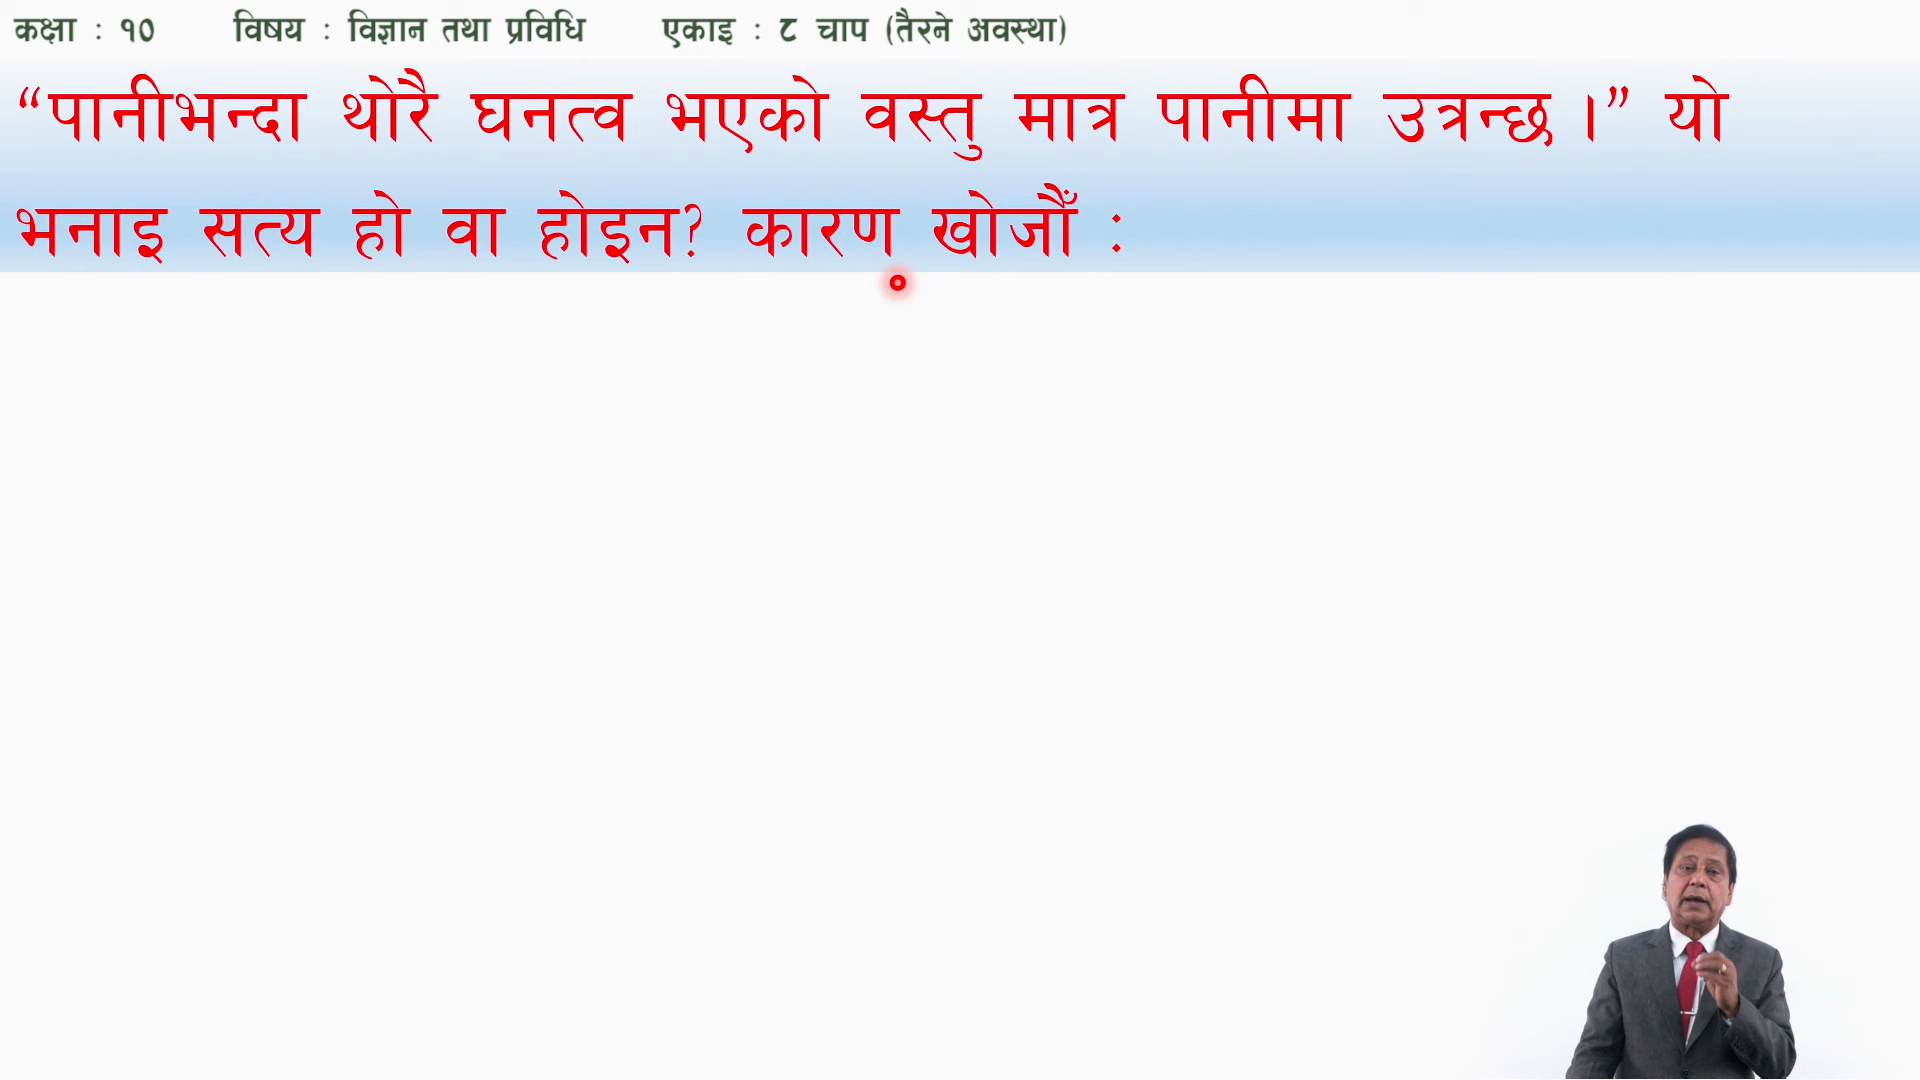 कक्षा : १० विषय : विज्ञान तथा प्रविधि एकाइ : ८ चाप (तैरने अवस्था)
“पानीभन्दा थोरै घनत्व भएको वस्तु मात्र पानीमा उत्रन्छ ।” यो
भनाइ सत्य हो वा होइन? कारण खोजौँ :